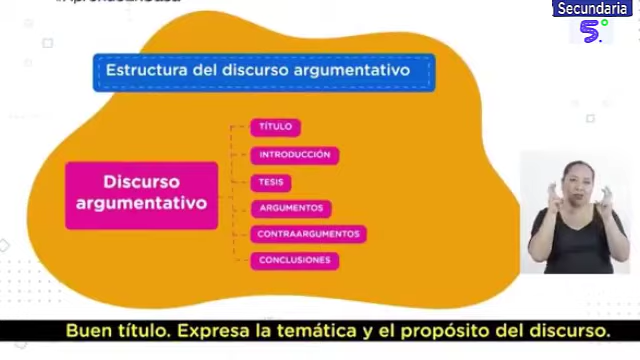 Secundaria
5.°
Estructura del discurso argumentativo
TÍTULO
INTRODUCCIÓN
TESIS
Discurso
argumentativo
ARGUMENTOS
CONTRAARGUMENTOS
CONCLUSIONES
Buen título. Expresa la temática y el propósito del discurso.